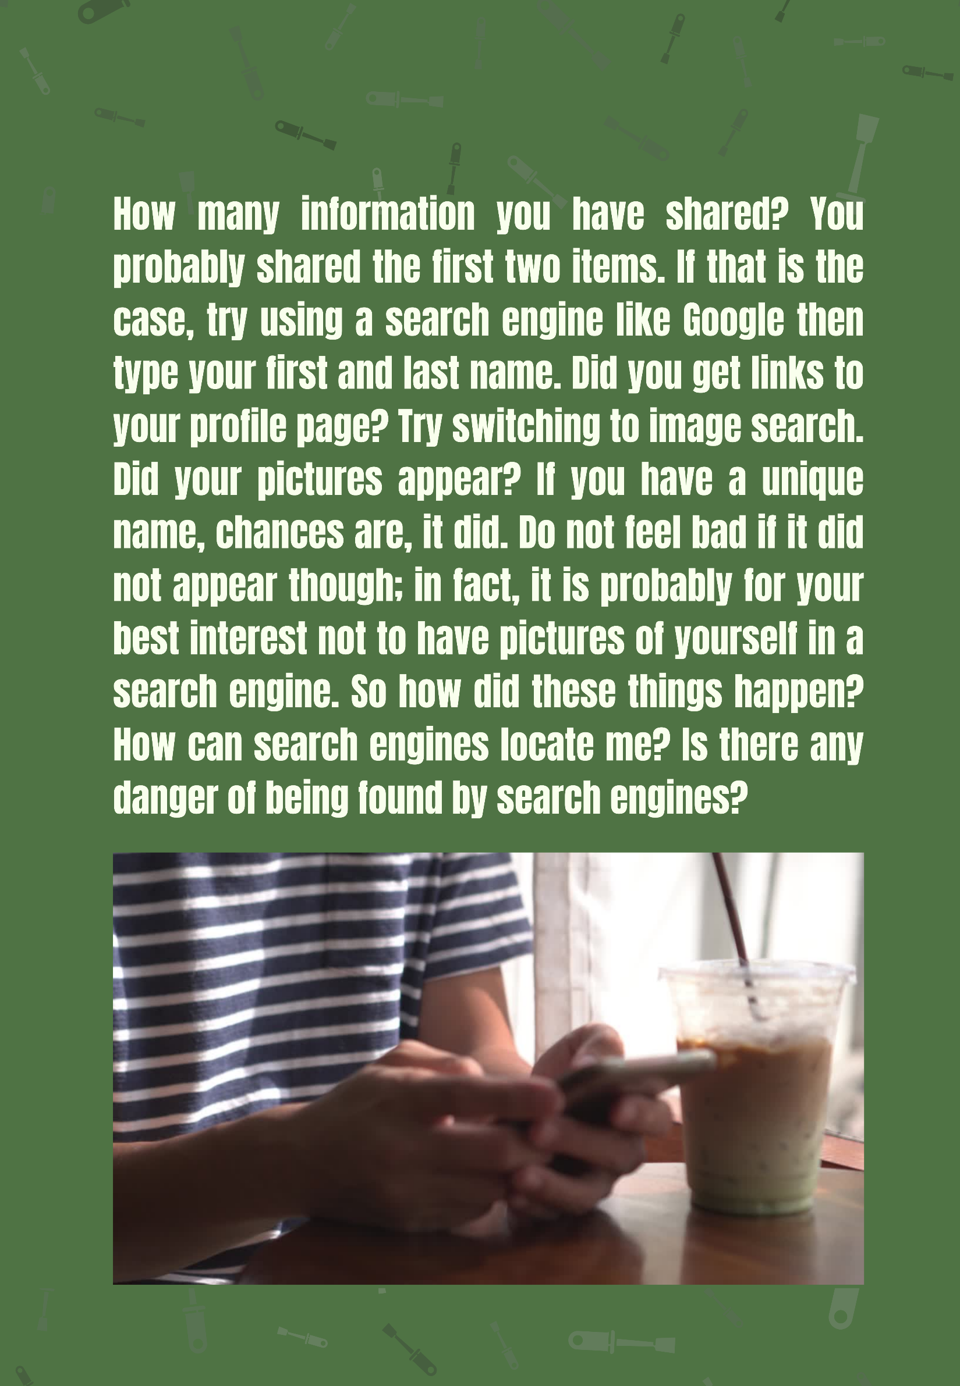 How many information you have shared? You
probably shared the first two items. If that is the
case, try using a search engine like Google then
type your first and last name. Did you get links to
your profile page? Try switching to image search.
Did your pictures appear? If you have a unique
name, chances are, it did. Do not feel bad if it did
not appear though; in fact, it is probably for your
best interest not to have pictures of yourself in a
search engine. So how did these things happen?
How can search engines locate me? Is there any
danger of being found by search engines?